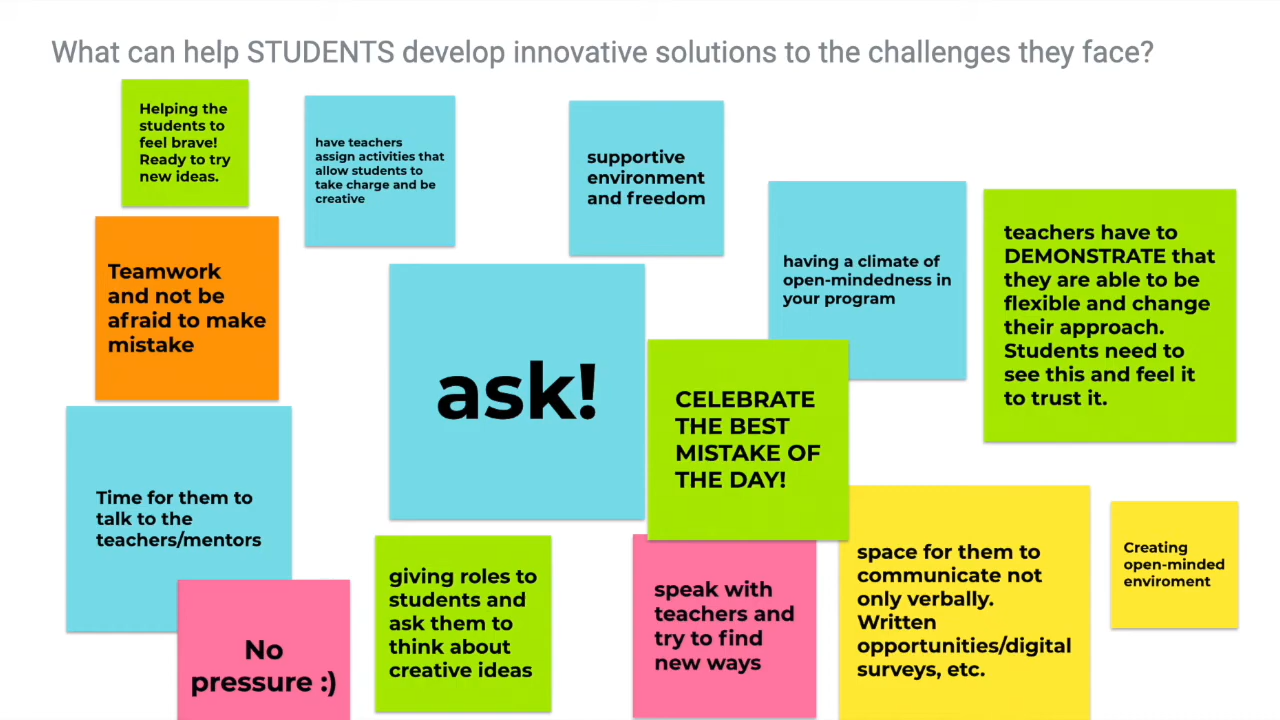 What can help STUDENTS develop innovative solutions to the challenges they face?
Helping the
students to
feel brave!
Ready to try
new ideas.
have teachers
assign activities that
allow students to
take charge and be
creative
supportive
environment
and freedom
having a climate of
open-mindedness in
your program
teachers have to
DEMONSTRATE that
they are able to be
flexible and change
their approach.
Students need to
see this and feel it
to trust it.
Teamwork
and not be
afraid to make
mistake
ask!
CELEBRATE
THE BEST
MISTAKE OF
THE DAY!
Time for them to
talk to the
teachers/mentors
No
pressure :)
giving roles to
students and
ask them to
think about
creative ideas
speak with
teachers and
try to find
new ways
space for them to
communicate not
only verbally.
Written
opportunities/digital
surveys, etc.
Creating
open-minded
enviroment